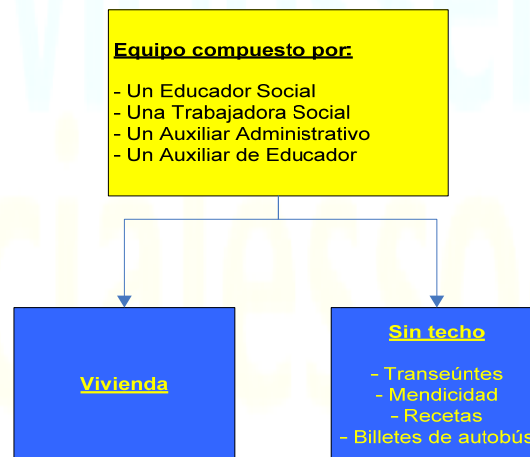 Equipo compuesto por:
- Un Educador Social
- Una Trabajadora Social
- Un Auxiliar Administrativo
- Un Auxiliar de Educador
Vivienda
Sin techo
- Transeúntes
- Mendicidad
- Recetas
- Billetes de autobús